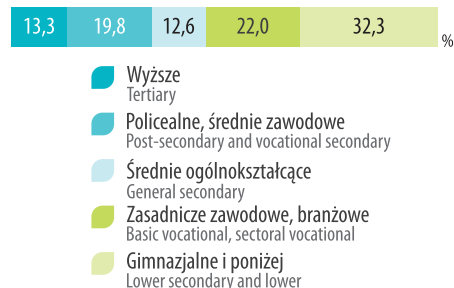 13,3 19,8 12,6 22,0 32,3 %
Wyższe
Tertiary
Policealne, średnie zawodowe
Post-secondary and vocational secondary
Średnie ogólnokształcące
General secondary
Zasadnicze zawodowe, branżowe
Basic vocational, sectoral vocational
Gimnazjalne i poniżej
Lower secondary and lower